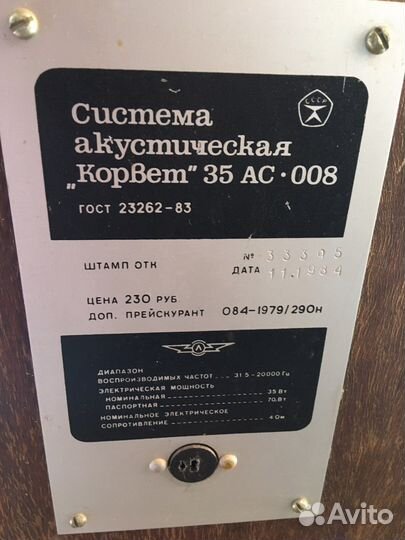 СССР
Система
акустическая
„Корвет" 35 АС·008
ГОСТ 23262-83
ШТАМП ОТК
№ 33395
ДАТА 11.1984
ЦЕНА 230 РУБ.
ДОП. ПРЕЙСКУРАНТ 084-1979/290Н
Л
ДИАПАЗОН
ВОСПРОИЗВОДИМЫХ ЧАСТОТ ... 31.5-20000 Гц
ЭЛЕКТРИЧЕСКАЯ МОЩНОСТЬ
НОМИНАЛЬНАЯ ... 35 Вт
ПАСПОРТНАЯ ... 70 Вт
НОМИНАЛЬНОЕ ЭЛЕКТРИЧЕСКОЕ
СОПРОТИВЛЕНИЕ ... 4 Ом
Avito